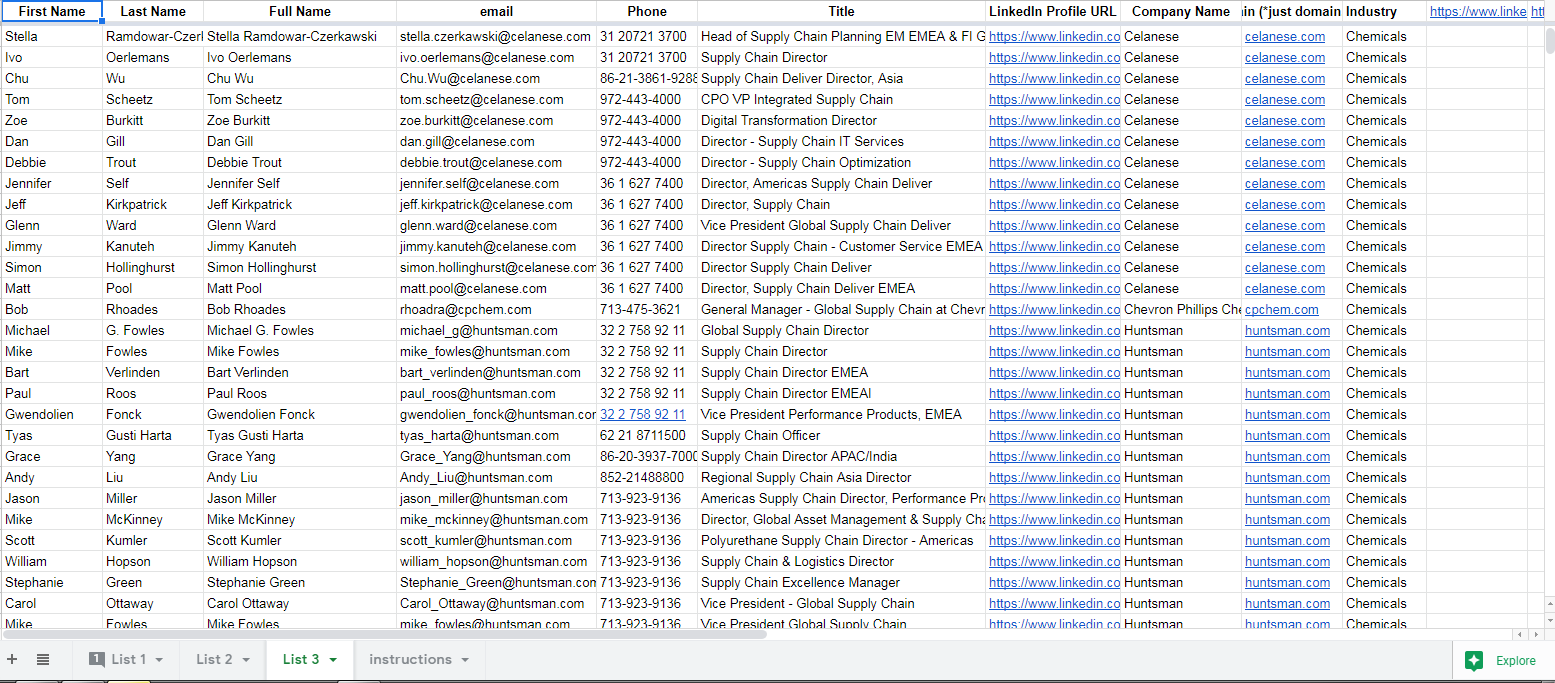 First Name Last Name Full Name email Phone Title LinkedIn Profile URL Company Name in (*just domain Industry https://www.linke htt
Stella Ramdowar-Czerl Stella Ramdowar-Czerkawski stella.czerkawski@celanese.com 31 20721 3700 Head of Supply Chain Planning EM EMEA & FI G https://www.linkedin.co Celanese celanese.com Chemicals
Ivo Oerlemans Ivo Oerlemans ivo.oerlemans@celanese.com 31 20721 3700 Supply Chain Director https://www.linkedin.co Celanese celanese.com Chemicals
Chu Wu Chu Wu Chu.Wu@celanese.com 86-21-3861-9288 Supply Chain Deliver Director, Asia https://www.linkedin.co Celanese celanese.com Chemicals
Tom Scheetz Tom Scheetz tom.scheetz@celanese.com 972-443-4000 CPO VP Integrated Supply Chain https://www.linkedin.co Celanese celanese.com Chemicals
Zoe Burkitt Zoe Burkitt zoe.burkitt@celanese.com 972-443-4000 Digital Transformation Director https://www.linkedin.co Celanese celanese.com Chemicals
Dan Gill Dan Gill dan.gill@celanese.com 972-443-4000 Director - Supply Chain IT Services https://www.linkedin.co Celanese celanese.com Chemicals
Debbie Trout Debbie Trout debbie.trout@celanese.com 972-443-4000 Director - Supply Chain Optimization https://www.linkedin.co Celanese celanese.com Chemicals
Jennifer Self Jennifer Self jennifer.self@celanese.com 36 1 627 7400 Director, Americas Supply Chain Deliver https://www.linkedin.co Celanese celanese.com Chemicals
Jeff Kirkpatrick Jeff Kirkpatrick jeff.kirkpatrick@celanese.com 36 1 627 7400 Director, Supply Chain https://www.linkedin.co Celanese celanese.com Chemicals
Glenn Ward Glenn Ward glenn.ward@celanese.com 36 1 627 7400 Vice President Global Supply Chain Deliver https://www.linkedin.co Celanese celanese.com Chemicals
Jimmy Kanuteh Jimmy Kanuteh jimmy.kanuteh@celanese.com 36 1 627 7400 Director Supply Chain - Customer Service EMEA https://www.linkedin.co Celanese celanese.com Chemicals
Simon Hollinghurst Simon Hollinghurst simon.hollinghurst@celanese.com 36 1 627 7400 Director Supply Chain Deliver https://www.linkedin.co Celanese celanese.com Chemicals
Matt Pool Matt Pool matt.pool@celanese.com 36 1 627 7400 Director, Supply Chain Deliver EMEA https://www.linkedin.co Celanese celanese.com Chemicals
Bob Rhoades Bob Rhoades rhoadra@cpchem.com 713-475-3621 General Manager - Global Supply Chain at Chevr https://www.linkedin.co Chevron Phillips Che cpchem.com Chemicals
Michael G. Fowles Michael G. Fowles michael_g@huntsman.com 32 2 758 92 11 Global Supply Chain Director https://www.linkedin.co Huntsman huntsman.com Chemicals
Mike Fowles Mike Fowles mike_fowles@huntsman.com 32 2 758 92 11 Supply Chain Director https://www.linkedin.co Huntsman huntsman.com Chemicals
Bart Verlinden Bart Verlinden bart_verlinden@huntsman.com 32 2 758 92 11 Supply Chain Director EMEA https://www.linkedin.co Huntsman huntsman.com Chemicals
Paul Roos Paul Roos paul_roos@huntsman.com 32 2 758 92 11 Supply Chain Director EMEAI https://www.linkedin.co Huntsman huntsman.com Chemicals
Gwendolien Fonck Gwendolien Fonck gwendolien_fonck@huntsman.com 32 2 758 92 11 Vice President Performance Products, EMEA https://www.linkedin.co Huntsman huntsman.com Chemicals
Tyas Gusti Harta Tyas Gusti Harta tyas_harta@huntsman.com 62 21 8711500 Supply Chain Officer https://www.linkedin.co Huntsman huntsman.com Chemicals
Grace Yang Grace Yang Grace_Yang@huntsman.com 86-20-3937-7000 Supply Chain Director APAC/India https://www.linkedin.co Huntsman huntsman.com Chemicals
Andy Liu Andy Liu Andy_Liu@huntsman.com 852-21488800 Regional Supply Chain Asia Director https://www.linkedin.co Huntsman huntsman.com Chemicals
Jason Miller Jason Miller jason_miller@huntsman.com 713-923-9136 Americas Supply Chain Director, Performance Pr https://www.linkedin.co Huntsman huntsman.com Chemicals
Mike McKinney Mike McKinney mike_mckinney@huntsman.com 713-923-9136 Director, Global Asset Management & Supply Cha https://www.linkedin.co Huntsman huntsman.com Chemicals
Scott Kumler Scott Kumler scott_kumler@huntsman.com 713-923-9136 Polyurethane Supply Chain Director - Americas https://www.linkedin.co Huntsman huntsman.com Chemicals
William Hopson William Hopson william_hopson@huntsman.com 713-923-9136 Supply Chain & Logistics Director https://www.linkedin.co Huntsman huntsman.com Chemicals
Stephanie Green Stephanie Green Stephanie_Green@huntsman.com 713-923-9136 Supply Chain Excellence Manager https://www.linkedin.co Huntsman huntsman.com Chemicals
Carol Ottaway Carol Ottaway Carol_Ottaway@huntsman.com 713-923-9136 Vice President - Global Supply Chain https://www.linkedin.co Huntsman huntsman.com Chemicals
Mike Fowles Mike Fowles mike_fowles@huntsman.com 713-923-9136 Vice President Global Supply Chain https://www.linkedin.co Huntsman huntsman.com Chemicals
1 List 1 List 2 List 3 instructions Explore